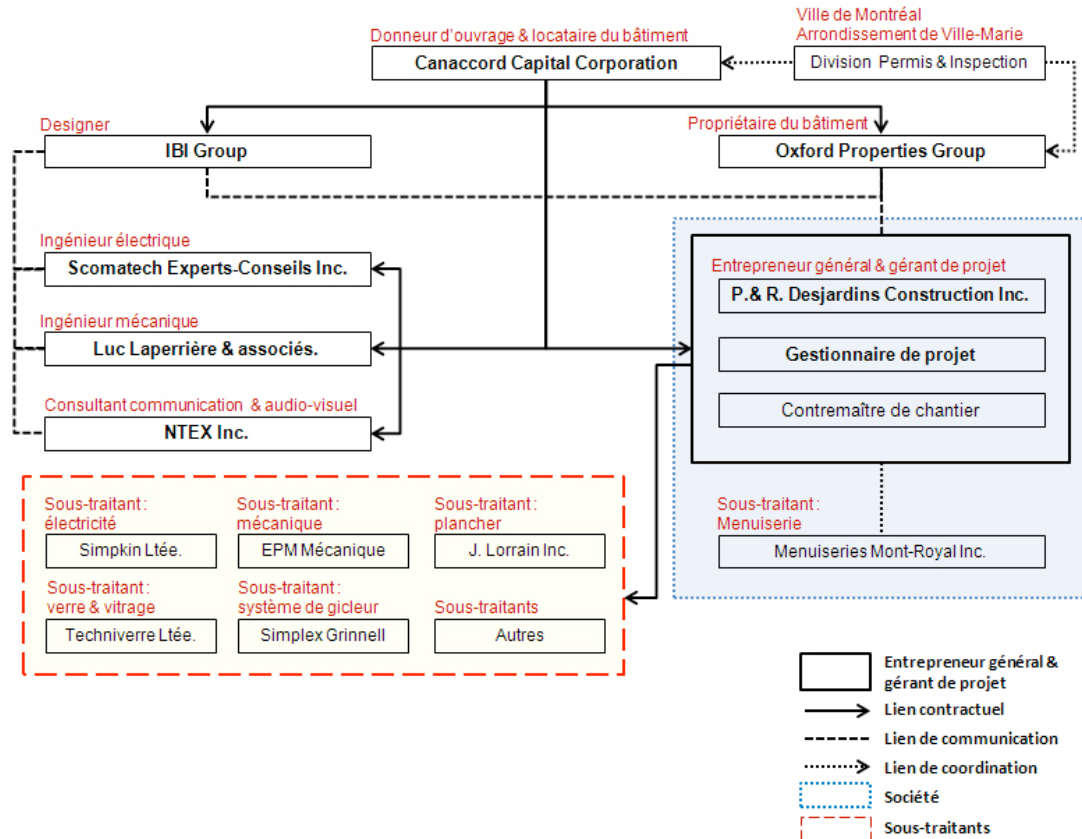 Ville de Montréal
Arrondissement de Ville-Marie
Donneur d'ouvrage & locataire du bâtiment
Canaccord Capital Corporation
Division Permis & Inspection
Designer
IBI Group
Propriétaire du bâtiment
Oxford Properties Group
Ingénieur électrique
Scomatech Experts-Conseils Inc.
Ingénieur mécanique
Luc Laperrière & associés.
Consultant communication & audio-visuel
NTEX Inc.
Entrepreneur général & gérant de projet
P.& R. Desjardins Construction Inc.
Gestionnaire de projet
Contremaître de chantier
Sous-traitant :
Menuiserie
Menuiseries Mont-Royal Inc.
Sous-traitant :
électricité
Simpkin Ltée.
Sous-traitant :
mécanique
EPM Mécanique
Sous-traitant :
plancher
J. Lorrain Inc.
Sous-traitant :
verre & vitrage
Techniverre Ltée.
Sous-traitant :
système de gicleur
Simplex Grinnell
Sous-traitants
Autres
Entrepreneur général &
gérant de projet
Lien contractuel
Lien de communication
Lien de coordination
Société
Sous-traitants